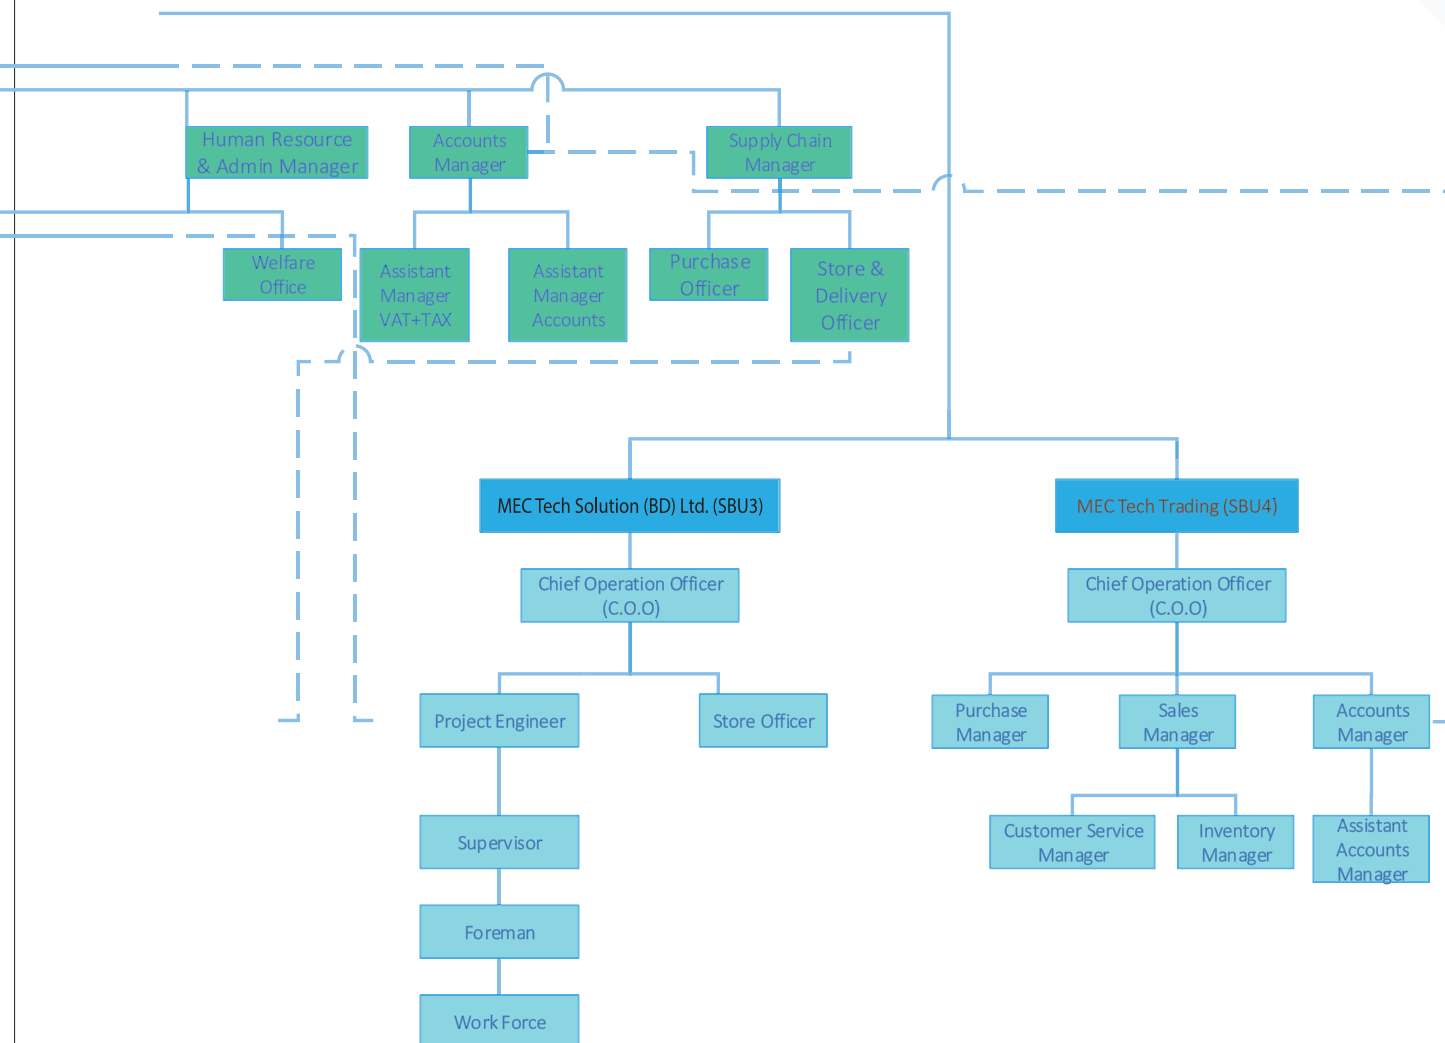 Human Resource
& Admin Manager
Accounts
Manager
Supply Chain
Manager
Welfare
Office
Assistant
Manager
VAT+TAX
Assistant
Manager
Accounts
Purchase
Officer
Store &
Delivery
Officer
MEC Tech Solution (BD) Ltd. (SBU3)
MEC Tech Trading (SBU4)
Chief Operation Officer
(C.O.O)
Chief Operation Officer
(C.O.O)
Project Engineer
Store Officer
Purchase
Manager
Sales
Manager
Accounts
Manager
Supervisor
Customer Service
Manager
Inventory
Manager
Assistant
Accounts
Manager
Foreman
Work Force